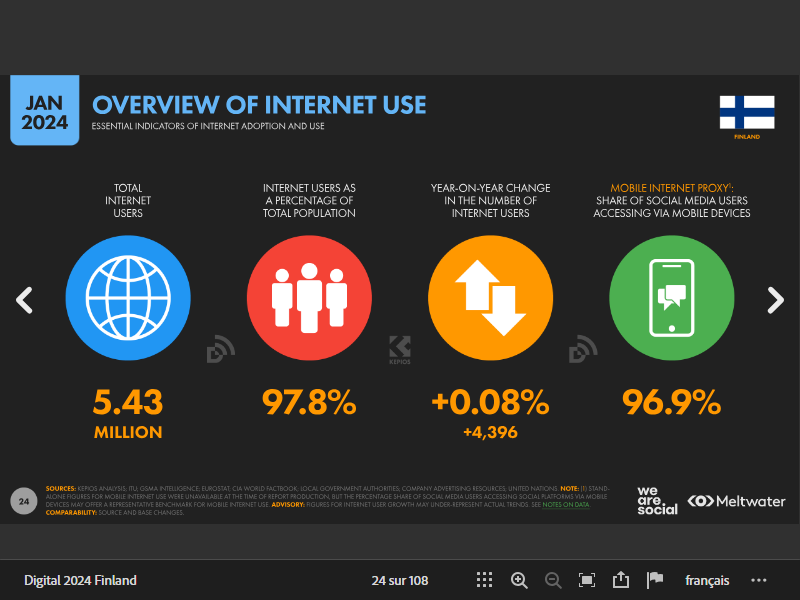 JAN
2024
OVERVIEW OF INTERNET USE
ESSENTIAL INDICATORS OF INTERNET ADOPTION AND USE
FINLAND
TOTAL
INTERNET
USERS
INTERNET USERS AS
A PERCENTAGE OF
TOTAL POPULATION
YEAR-ON-YEAR CHANGE
IN THE NUMBER OF
INTERNET USERS
MOBILE INTERNET PROXY¹:
SHARE OF SOCIAL MEDIA USERS
ACCESSING VIA MOBILE DEVICES
KEPIOS
5.43
MILLION
97.8%
+0.08%
+4,396
96.9%
24
SOURCES: KEPIOS ANALYSIS; ITU; GSMA INTELLIGENCE; EUROSTAT; CIA WORLD FACTBOOK; LOCAL GOVERNMENT AUTHORITIES; COMPANY ADVERTISING RESOURCES; UNITED NATIONS. NOTE: (1) STAND-
ALONE FIGURES FOR MOBILE INTERNET USE WERE UNAVAILABLE AT THE TIME OF REPORT PRODUCTION, BUT THE PERCENTAGE SHARE OF SOCIAL MEDIA USERS ACCESSING SOCIAL PLATFORMS VIA MOBILE
DEVICES MAY OFFER A REPRESENTATIVE BENCHMARK FOR MOBILE INTERNET USE. ADVISORY: FIGURES FOR INTERNET USER GROWTH MAY UNDER-REPRESENT ACTUAL TRENDS. SEE NOTES ON DATA.
COMPARABILITY: SOURCE AND BASE CHANGES.
we
are.
social
Meltwater
Digital 2024 Finland
24 sur 108
français